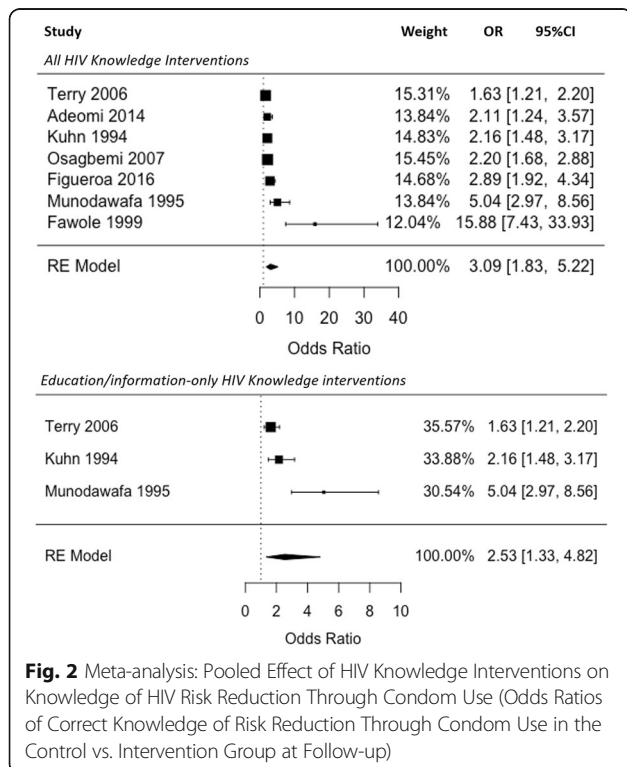 Study Weight OR 95%CI
All HIV Knowledge Interventions
Terry 2006 15.31% 1.63 [1.21, 2.20]
Adeomi 2014 13.84% 2.11 [1.24, 3.57]
Kuhn 1994 14.83% 2.16 [1.48, 3.17]
Osagbemi 2007 15.45% 2.20 [1.68, 2.88]
Figueroa 2016 14.68% 2.89 [1.92, 4.34]
Munodawafa 1995 13.84% 5.04 [2.97, 8.56]
Fawole 1999 12.04% 15.88 [7.43, 33.93]
RE Model 100.00% 3.09 [1.83, 5.22]
0 10 20 30 40
Odds Ratio
Education/information-only HIV Knowledge interventions
Terry 2006 35.57% 1.63 [1.21, 2.20]
Kuhn 1994 33.88% 2.16 [1.48, 3.17]
Munodawafa 1995 30.54% 5.04 [2.97, 8.56]
RE Model 100.00% 2.53 [1.33, 4.82]
0 2 4 6 8 10
Odds Ratio
Fig. 2 Meta-analysis: Pooled Effect of HIV Knowledge Interventions on
Knowledge of HIV Risk Reduction Through Condom Use (Odds Ratios
of Correct Knowledge of Risk Reduction Through Condom Use in the
Control vs. Intervention Group at Follow-up)